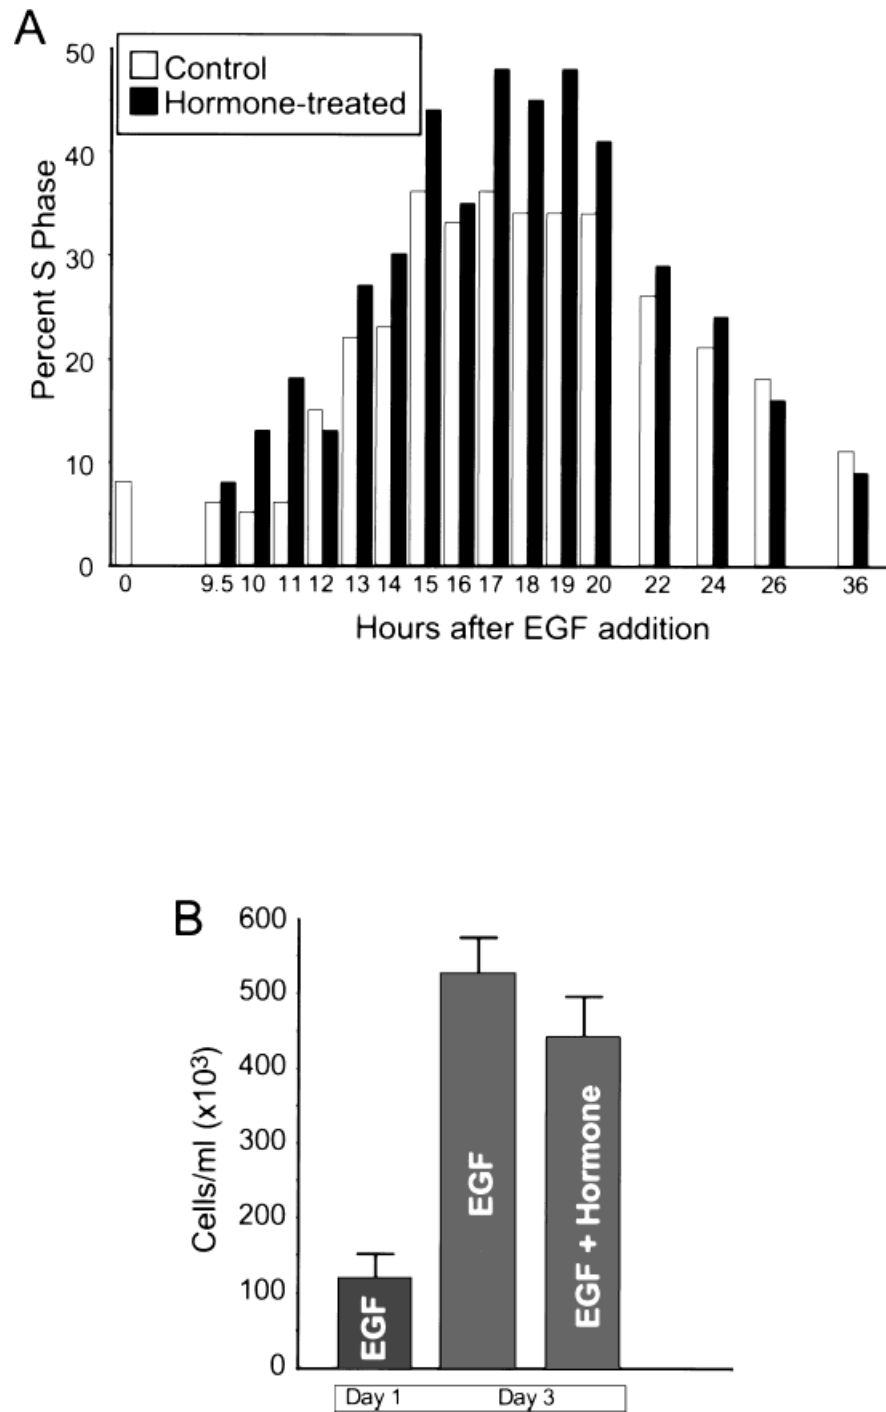 A
Control
Hormone-treated
50
40
30
20
10
0
Percent S Phase
0 9.5 10 11 12 13 14 15 16 17 18 19 20 22 24 26 36
Hours after EGF addition
B
600
500
400
300
200
100
0
Cells/ml (x10³)
EGF
EGF
EGF + Hormone
Day 1 Day 3